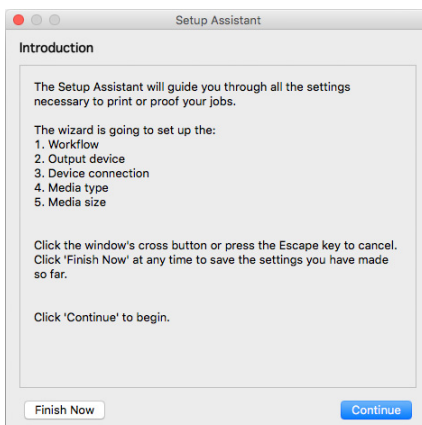 Setup Assistant
Introduction
The Setup Assistant will guide you through all the settings
necessary to print or proof your jobs.
The wizard is going to set up the:
1. Workflow
2. Output device
3. Device connection
4. Media type
5. Media size
Click the window's cross button or press the Escape key to cancel.
Click 'Finish Now' at any time to save the settings you have made
so far.
Click 'Continue' to begin.
Finish Now
Continue